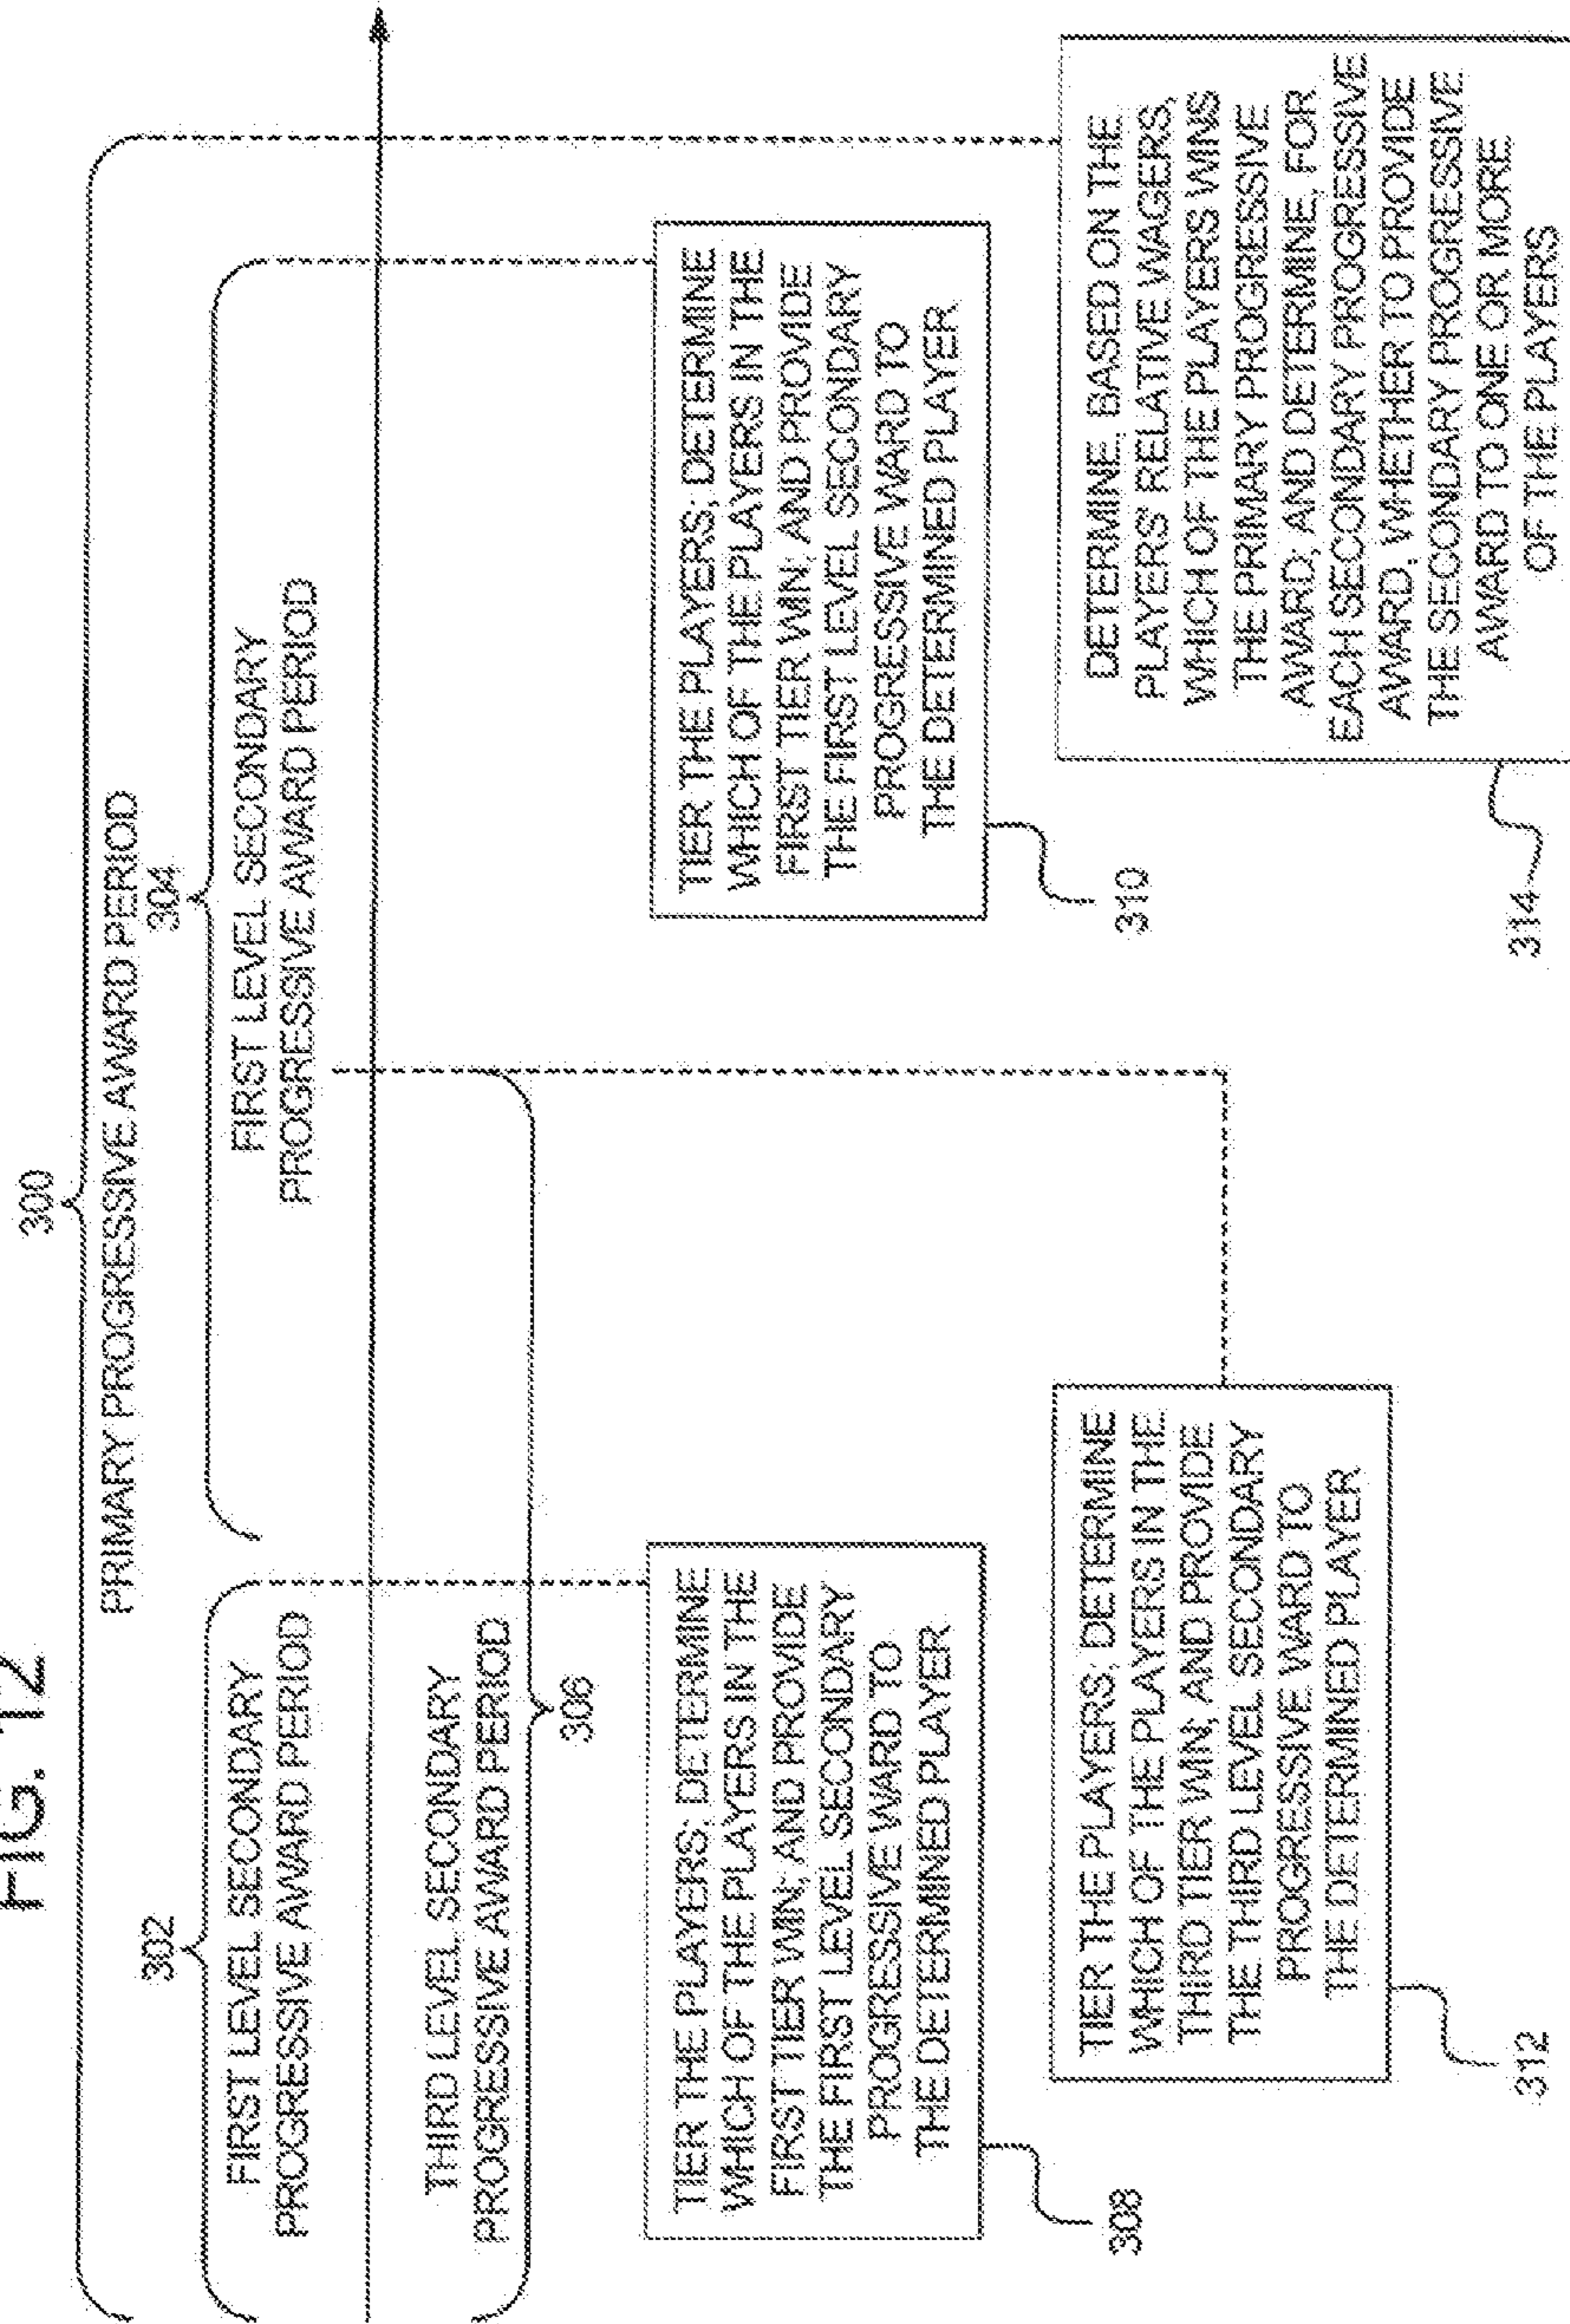 FIG. 12
300
PRIMARY PROGRESSIVE AWARD PERIOD
302
304
FIRST LEVEL SECONDARY
PROGRESSIVE AWARD PERIOD
FIRST LEVEL SECONDARY
PROGRESSIVE AWARD PERIOD
THIRD LEVEL SECONDARY
PROGRESSIVE AWARD PERIOD
306
TIER THE PLAYERS; DETERMINE
WHICH OF THE PLAYERS IN THE
FIRST TIER WIN; AND PROVIDE
THE FIRST LEVEL SECONDARY
PROGRESSIVE WARD TO
THE DETERMINED PLAYER
308
TIER THE PLAYERS; DETERMINE
WHICH OF THE PLAYERS IN THE
FIRST TIER WIN; AND PROVIDE
THE FIRST LEVEL SECONDARY
PROGRESSIVE WARD TO
THE DETERMINED PLAYER
310
TIER THE PLAYERS; DETERMINE
WHICH OF THE PLAYERS IN THE
THIRD TIER WIN; AND PROVIDE
THE THIRD LEVEL SECONDARY
PROGRESSIVE WARD TO
THE DETERMINED PLAYER
312
DETERMINE, BASED ON THE
PLAYERS' RELATIVE WAGERS,
WHICH OF THE PLAYERS WINS
THE PRIMARY PROGRESSIVE
AWARD; AND DETERMINE, FOR
EACH SECONDARY PROGRESSIVE
AWARD, WHETHER TO PROVIDE
THE SECONDARY PROGRESSIVE
AWARD TO ONE OR MORE
OF THE PLAYERS
314